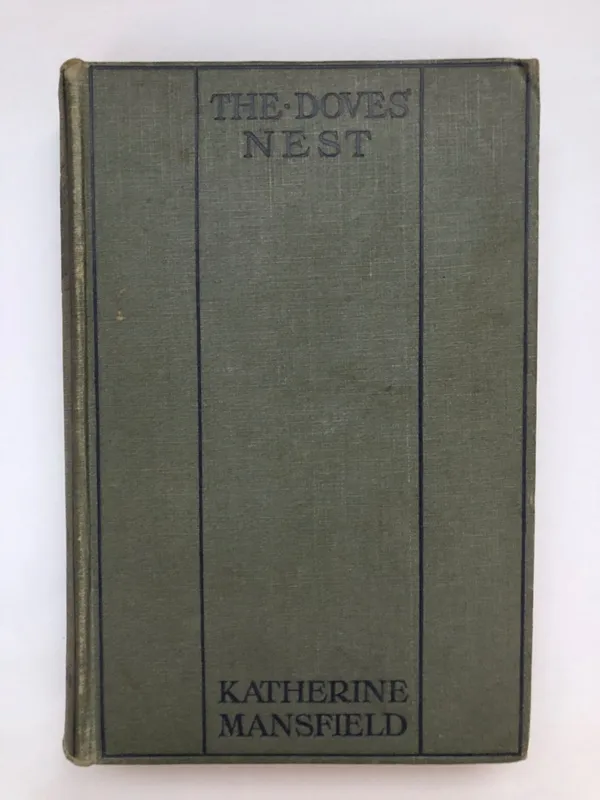 THE·DOVES'
NEST
KATHERINE
MANSFIELD